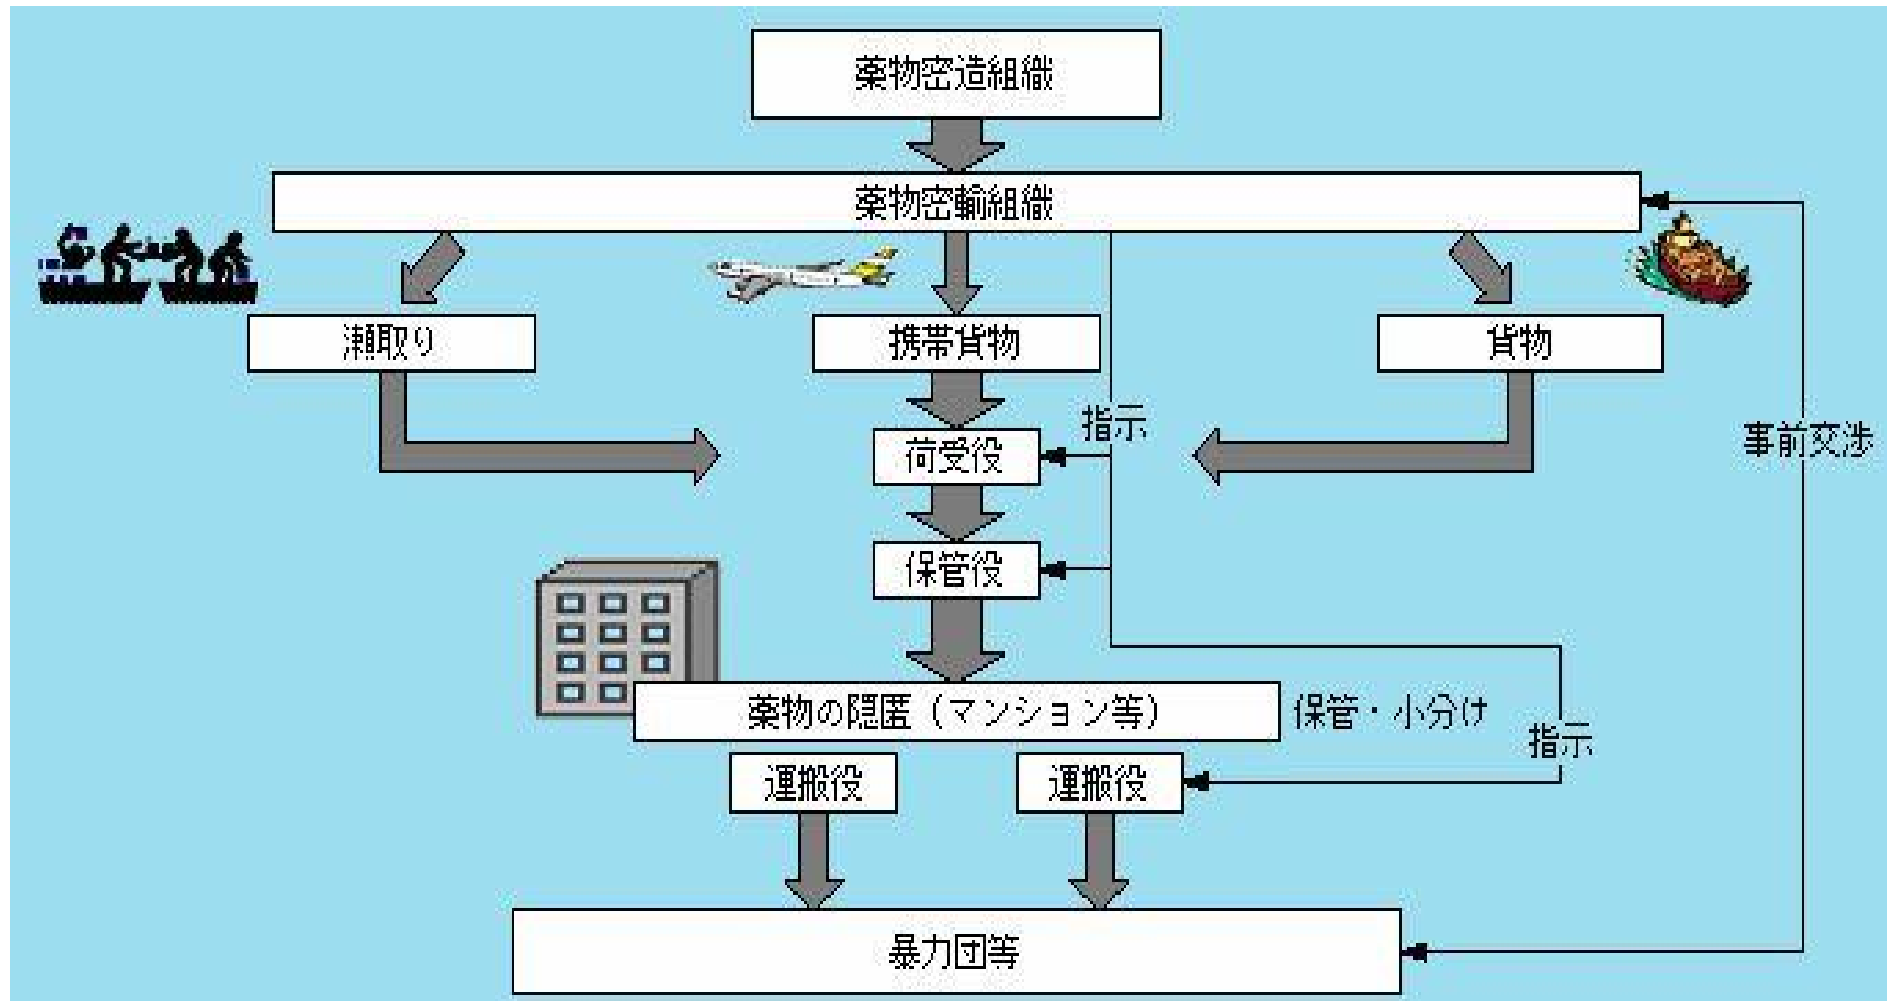 薬物密造組織
薬物密輸組織
瀬取り
携帯貨物
貨物
指示
事前交渉
荷受役
保管役
薬物の隠匿（マンション等）
保管・小分け
指示
運搬役
運搬役
暴力団等